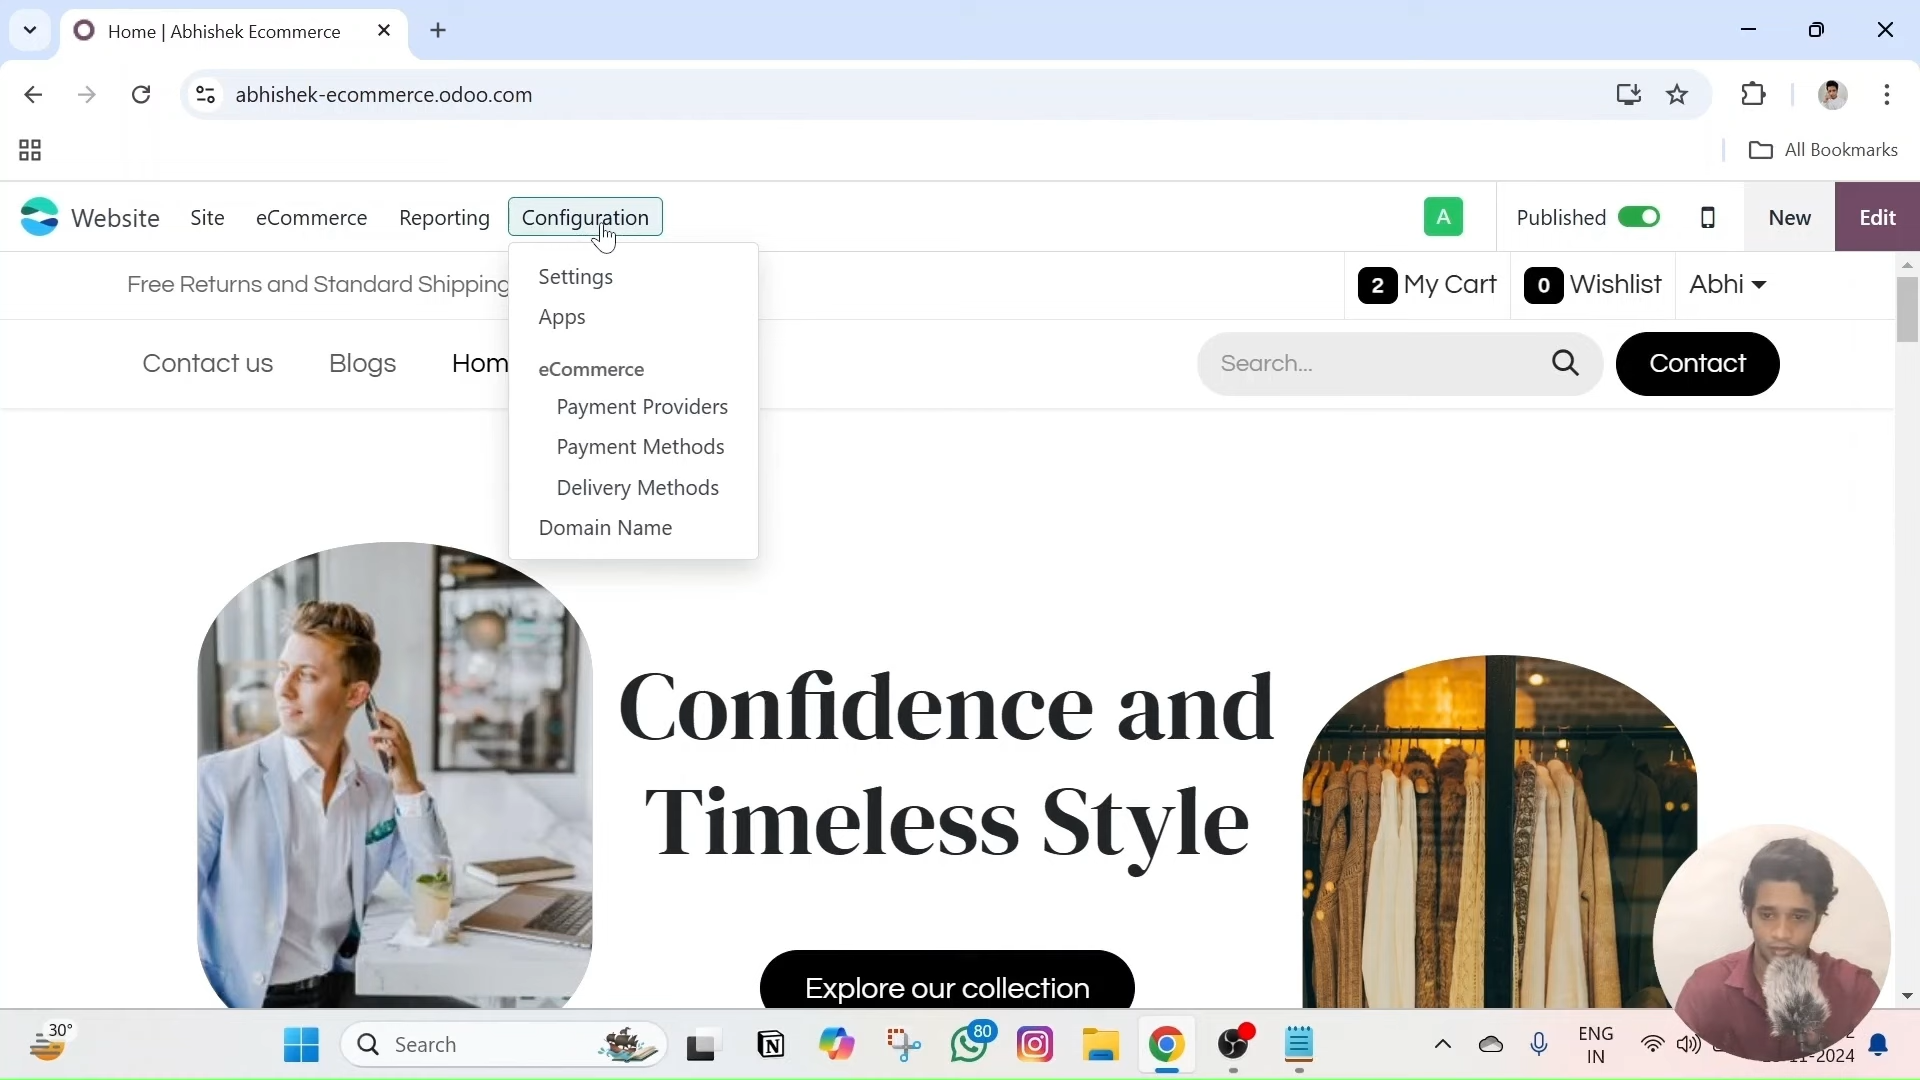 Home | Abhishek Ecommerce
abhishek-ecommerce.odoo.com
All Bookmarks
Website Site eCommerce Reporting Configuration A Published New Edit
Free Returns and Standard Shipping 2 My Cart 0 Wishlist Abhi
Settings
Apps
eCommerce
Payment Providers
Payment Methods
Delivery Methods
Domain Name
Contact us Blogs Hom Search... Contact
Confidence and
Timeless Style
Explore our collection
30°
Search
80
ENG
IN
11-2024